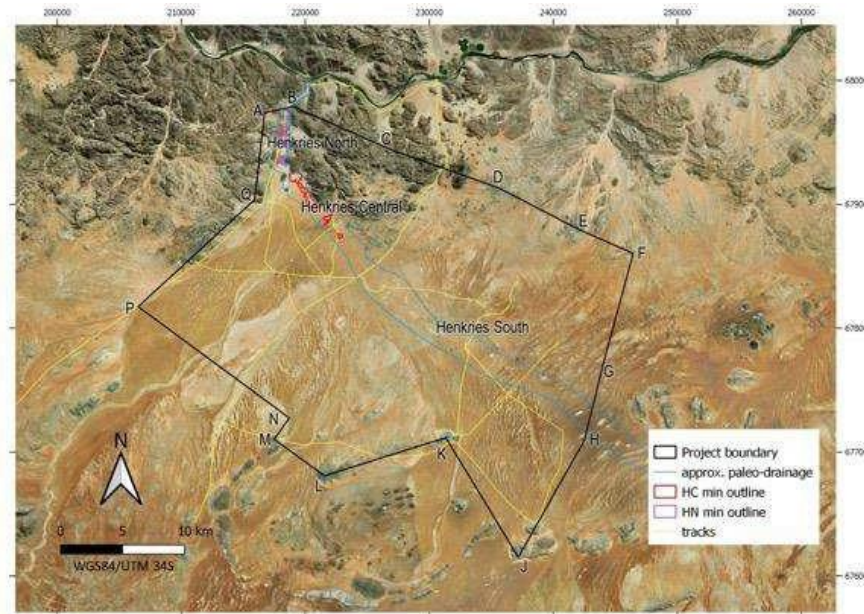 200000 210000 220000 230000 240000 250000 260000
6800
6790
6780
6770
6760
A
B
Henkries North
C
D
Q
Henkries Central
E
F
P
Henkries South
G
N
M
H
K
L
J
N
0 5 10 km
WGS84/UTM 34S
Project boundary
approx. paleo-drainage
HC min outline
HN min outline
tracks